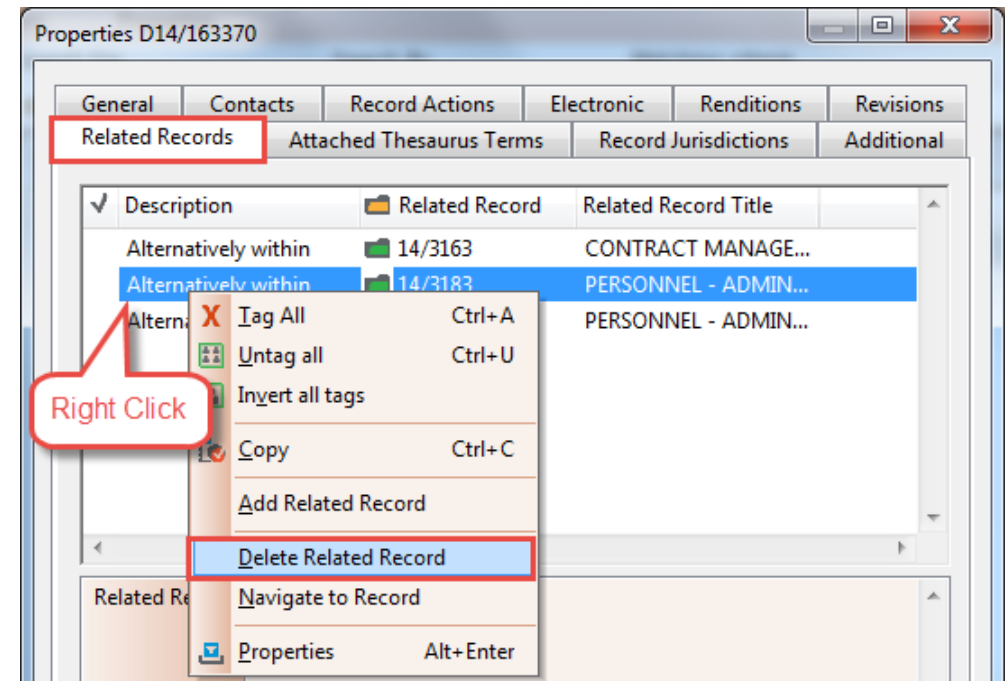 Properties D14/163370
General Contacts Record Actions Electronic Renditions Revisions
Related Records Attached Thesaurus Terms Record Jurisdictions Additional
Description Related Record Related Record Title
Alternatively within 14/3163 CONTRACT MANAGE...
Alternatively within 14/3183 PERSONNEL - ADMIN...
PERSONNEL - ADMIN...
Right Click
Tag All Ctrl+A
Untag all Ctrl+U
Invert all tags
Copy Ctrl+C
Add Related Record
Delete Related Record
Navigate to Record
Properties Alt+Enter
Related